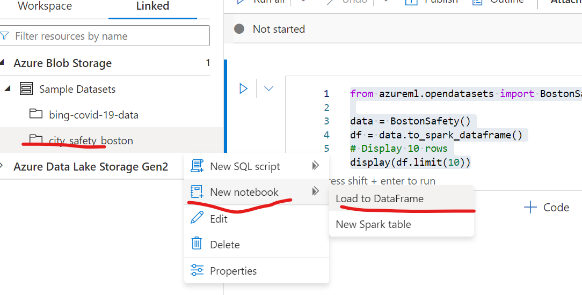 Workspace
Linked
Run all
Undo
Publish
Outline
Attach
Filter resources by name
Not started
Azure Blob Storage
1
Sample Datasets
bing-covid-19-data
city_safety_boston
Azure Data Lake Storage Gen2
1 from azureml.opendatasets import BostonSafe
2
3 data = BostonSafety()
4 df = data.to_spark_dataframe()
5 # Display 10 rows
6 display(df.limit(10))
press shift + enter to run
New SQL script
New notebook
Load to DataFrame
Edit
New Spark table
Delete
Properties
+ Code